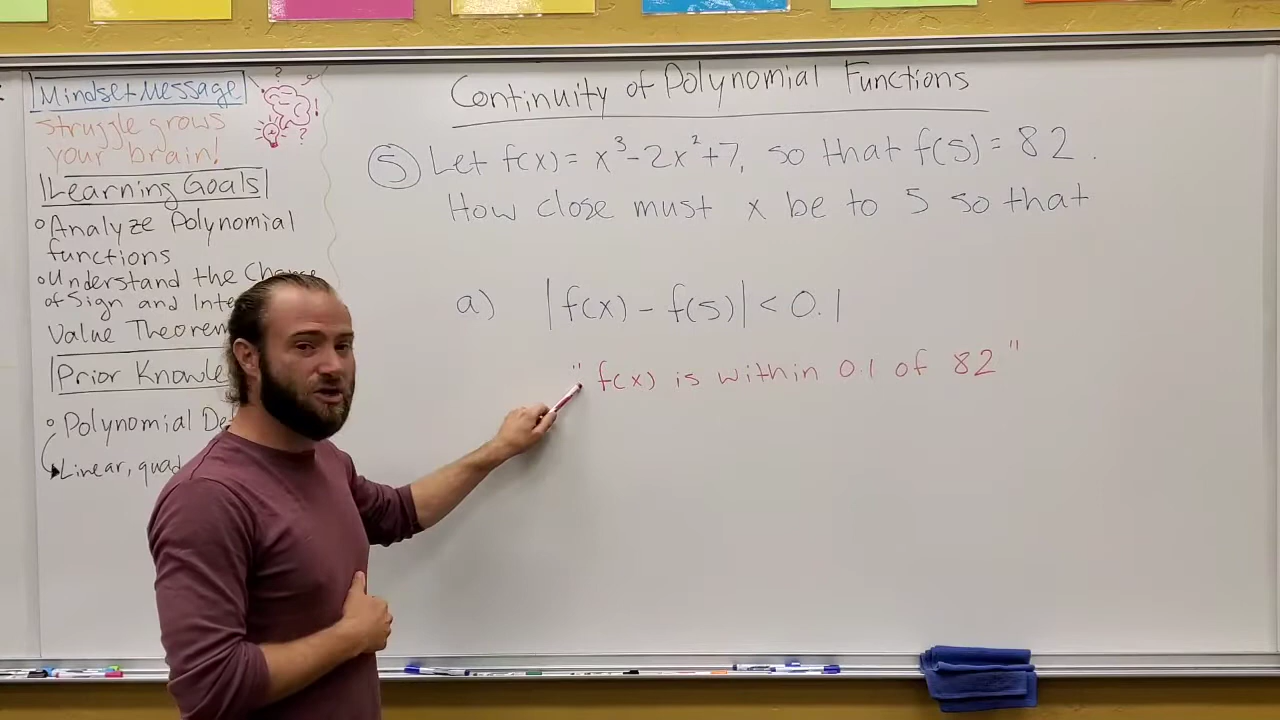 Mindset Message
Struggle grows
your brain!
Learning Goals
Analyze Polynomial
functions
Understand the
of Sign and
Value Theorem
Prior
Polynomial
Linear,
Continuity of Polynomial Functions
5 Let f(x) = x³-2x²+7, so that f(5) = 82.
How close must x be to 5 so that
a) |f(x) - f(5)| < 0.1
"f(x) is within 0.1 of 82"